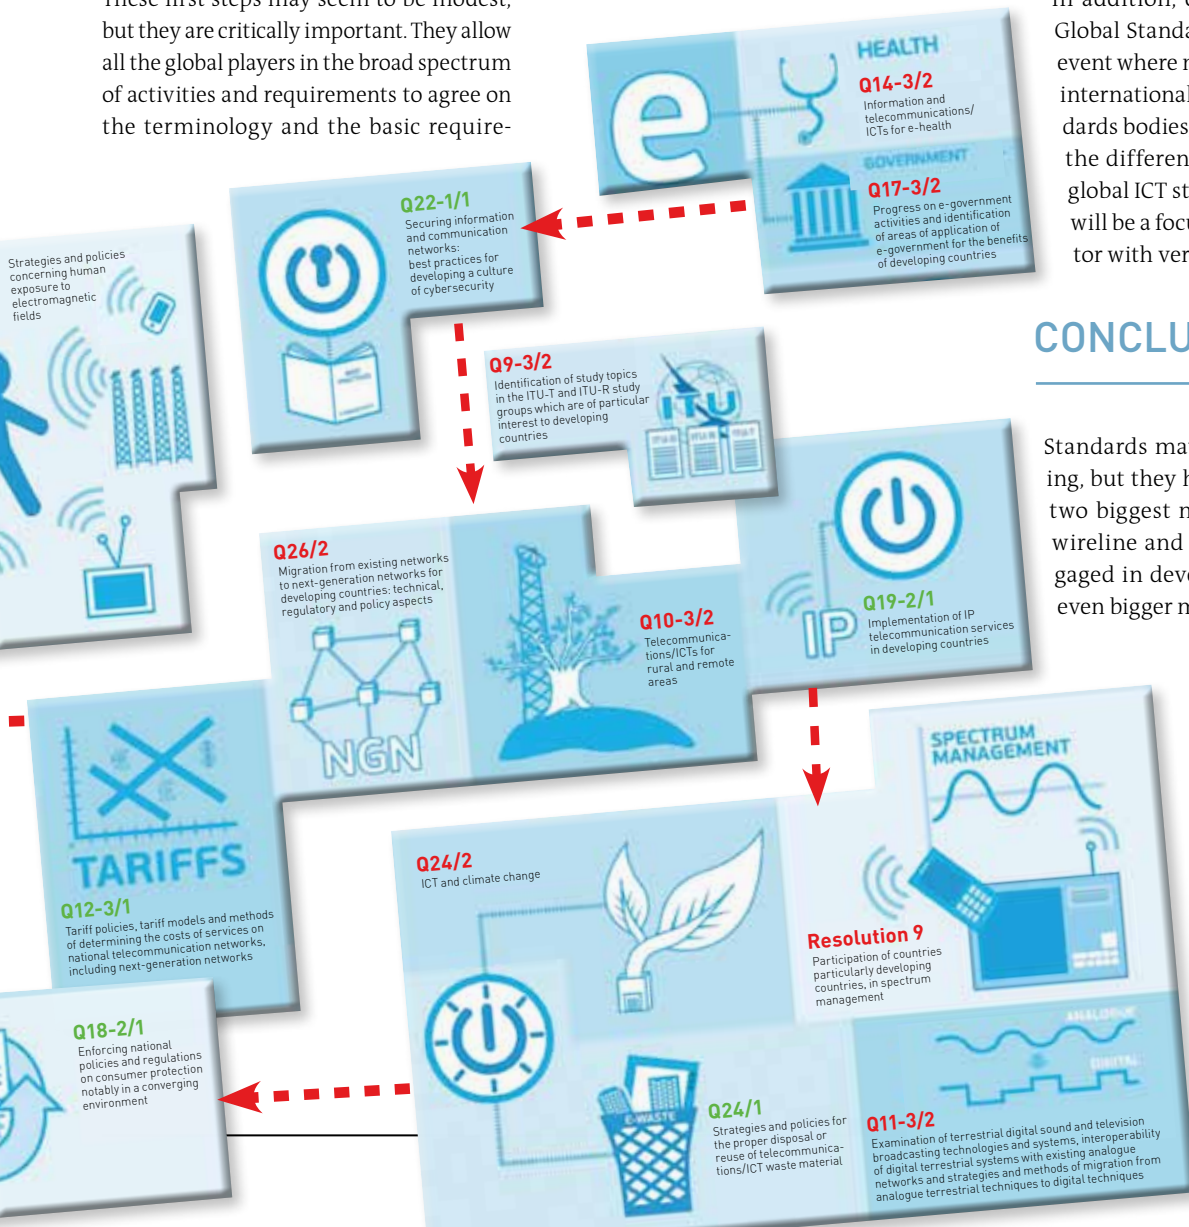 These first steps may seem to be modest,
but they are critically important. They allow
all the global players in the broad spectrum
of activities and requirements to agree on
the terminology and the basic require-
In addition,
Global Standa
event where
international
dards bodies
the differen
global ICT st
will be a focu
tor with ver
CONCLU
Standards ma
ing, but they h
two biggest
wireline and
gaged in deve
even bigger
e
HEALTH
Q14-3/2
Information and
telecommunications/
ICTs for e-health
GOVERNMENT
Q17-3/2
Progress on e-government
activities and identification
of areas of application of
e-government for the benefits
of developing countries
Q22-1/1
Securing information
and communication
networks:
best practices for
developing a culture
of cybersecurity
BEST
PRACTICES
Strategies and policies
concerning human
exposure to
electromagnetic
fields
Q9-3/2
Identification of study topics
in the ITU-T and ITU-R study
groups which are of particular
interest to developing
countries
ITU
Q26/2
Migration from existing networks
to next-generation networks for
developing countries: technical,
regulatory and policy aspects
NGN
Q10-3/2
Telecommunica-
tions/ICTs for
rural and remote
areas
IP
Q19-2/1
Implementation of IP
telecommunication services
in developing countries
TARIFFS
Q12-3/1
Tariff policies, tariff models and methods
of determining the costs of services on
national telecommunication networks,
including next-generation networks
SPECTRUM
MANAGEMENT
Resolution 9
Participation of countries
particularly developing
countries, in spectrum
management
Q24/2
ICT and climate change
Q18-2/1
Enforcing national
policies and regulations
on consumer protection
notably in a converging
environment
E-WASTE
Q24/1
Strategies and policies for
the proper disposal or
reuse of telecommunica-
tions/ICT waste material
ANALOGUE
DIGITAL
Q11-3/2
Examination of terrestrial digital sound and television
broadcasting technologies and systems, interoperability
of digital terrestrial systems with existing analogue
networks and strategies and methods of migration from
analogue terrestrial techniques to digital techniques